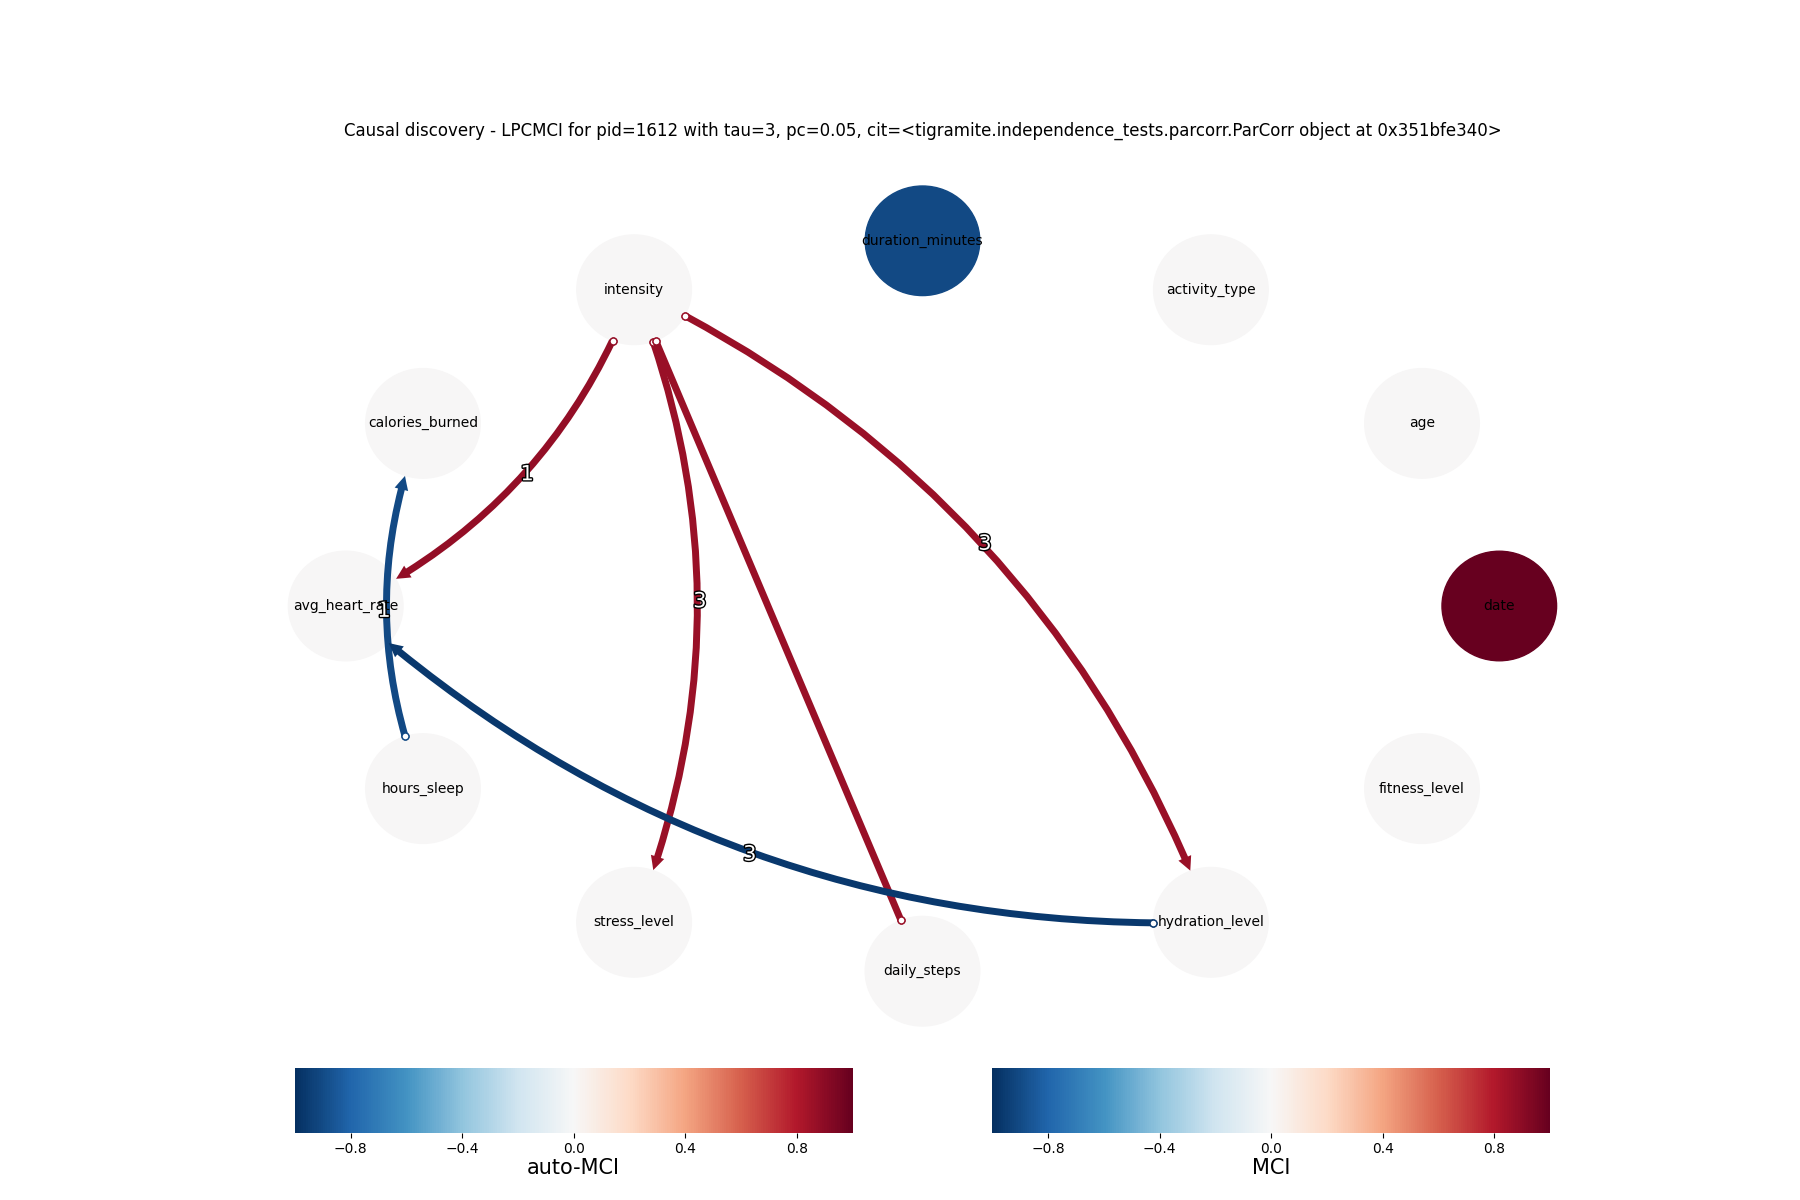 Causal discovery - LPCMCI for pid=1612 with tau=3, pc=0.05, cit=<tigramite.independence_tests.parcorr.ParCorr object at 0x351bfe340>
duration_minutes
intensity
activity_type
calories_burned
age
1
3
3
avg_heart_rate
1
date
hours_sleep
fitness_level
3
stress_level
hydration_level
daily_steps
−0.8 −0.4 0.0 0.4 0.8
auto-MCI
−0.8 −0.4 0.0 0.4 0.8
MCI